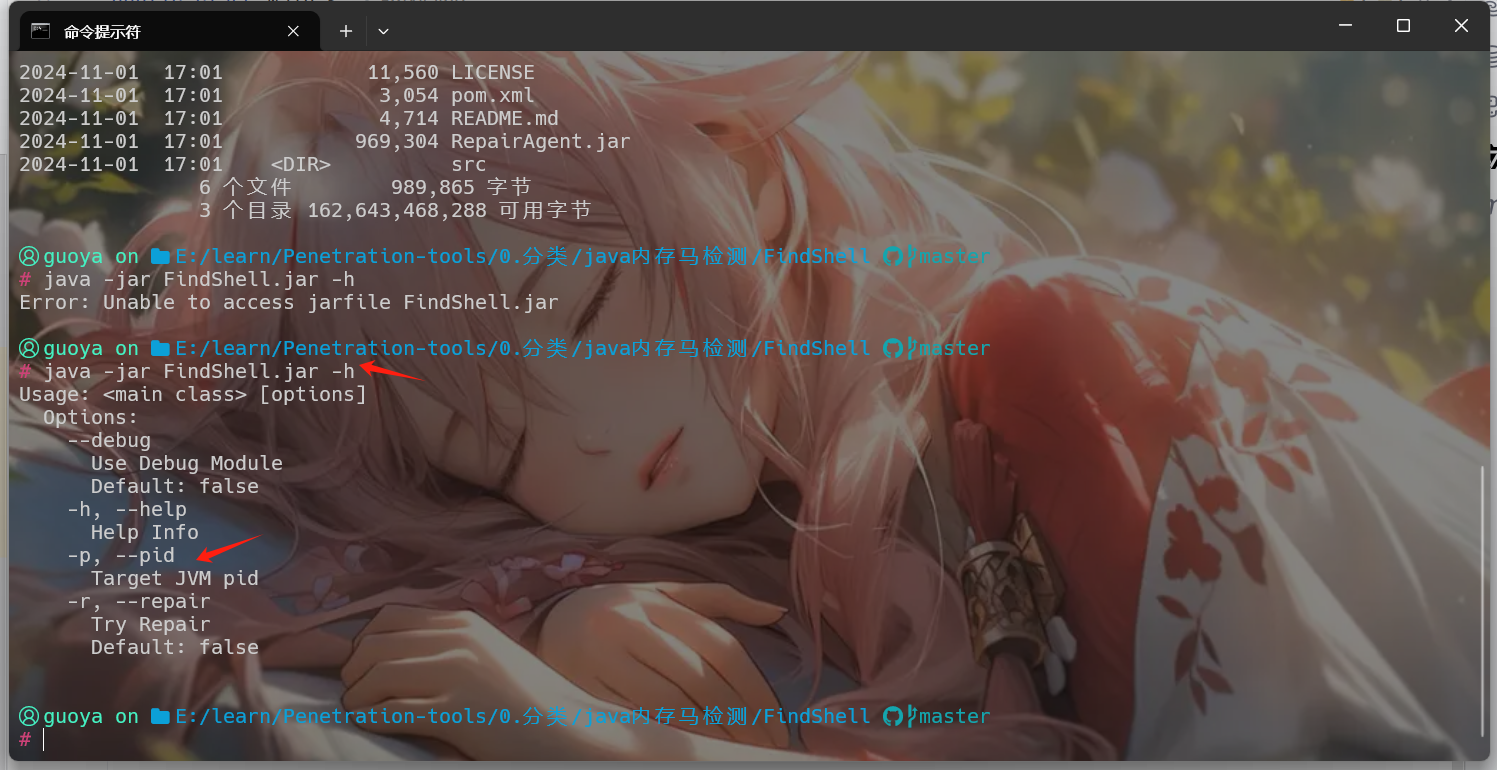 命令提示符
2024-11-01  17:01            11,560 LICENSE
2024-11-01  17:01             3,054 pom.xml
2024-11-01  17:01             4,714 README.md
2024-11-01  17:01           969,304 RepairAgent.jar
2024-11-01  17:01    <DIR>          src
6 个文件        989,865 字节
3 个目录 162,643,468,288 可用字节
guoya on E:/learn/Penetration-tools/0.分类/java内存马检测/FindShell master
# java -jar FindShell.jar -h
Error: Unable to access jarfile FindShell.jar
guoya on E:/learn/Penetration-tools/0.分类/java内存马检测/FindShell master
# java -jar FindShell.jar -h
Usage: <main class> [options]
Options:
--debug
Use Debug Module
Default: false
-h, --help
Help Info
-p, --pid
Target JVM pid
-r, --repair
Try Repair
Default: false
guoya on E:/learn/Penetration-tools/0.分类/java内存马检测/FindShell master
#